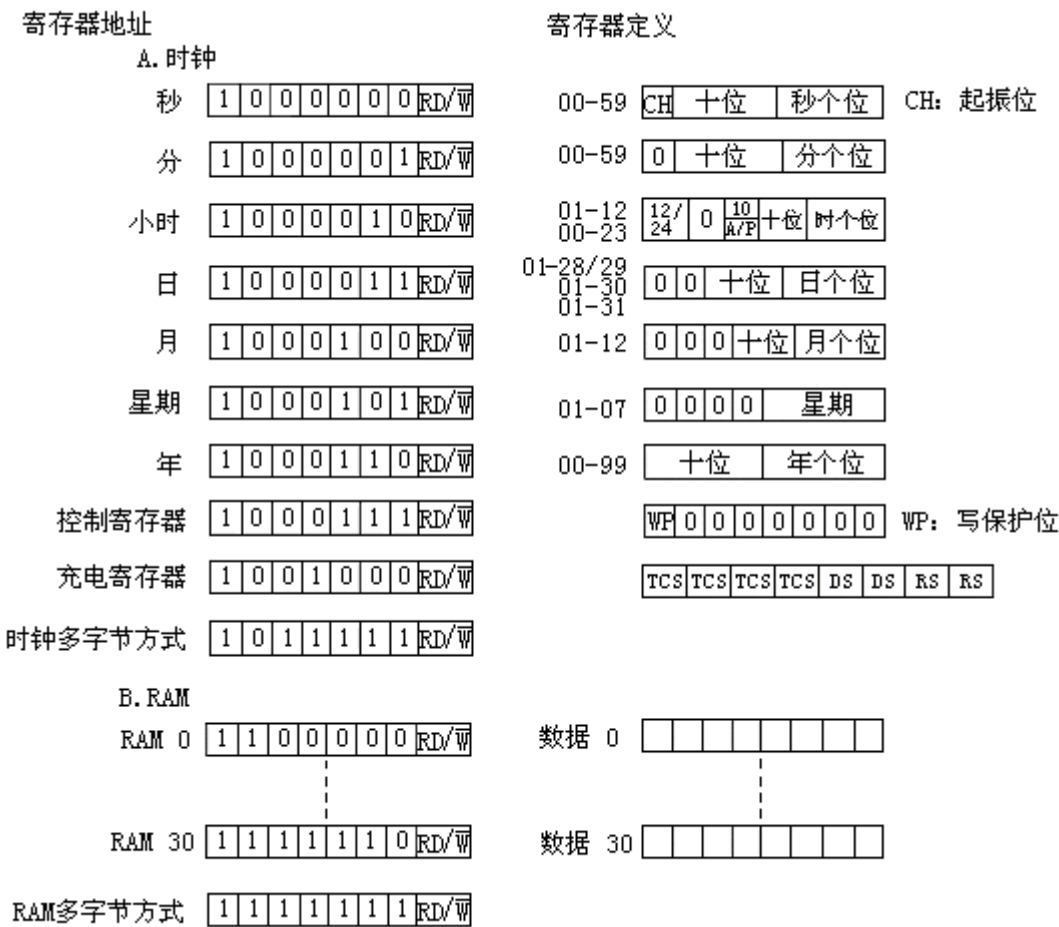 寄存器地址 寄存器定义
A.时钟
秒 1 0 0 0 0 0 0 RD/W̅ 00-59 CH 十位 秒个位 CH: 起振位
分 1 0 0 0 0 0 1 RD/W̅ 00-59 0 十位 分个位
小时 1 0 0 0 0 1 0 RD/W̅ 01-12 00-23 12/24 0 10 A/P 十位 时个位
日 1 0 0 0 0 1 1 RD/W̅ 01-28/29 01-30 01-31 0 0 十位 日个位
月 1 0 0 0 1 0 0 RD/W̅ 01-12 0 0 0 十位 月个位
星期 1 0 0 0 1 0 1 RD/W̅ 01-07 0 0 0 0 星期
年 1 0 0 0 1 1 0 RD/W̅ 00-99 十位 年个位
控制寄存器 1 0 0 0 1 1 1 RD/W̅ WP 0 0 0 0 0 0 0 WP: 写保护位
充电寄存器 1 0 0 1 0 0 0 RD/W̅ TCS TCS TCS TCS DS DS RS RS
时钟多字节方式 1 0 1 1 1 1 1 RD/W̅
B.RAM
RAM 0 1 1 0 0 0 0 0 RD/W̅ 数据 0
RAM 30 1 1 1 1 1 1 0 RD/W̅ 数据 30
RAM多字节方式 1 1 1 1 1 1 1 RD/W̅